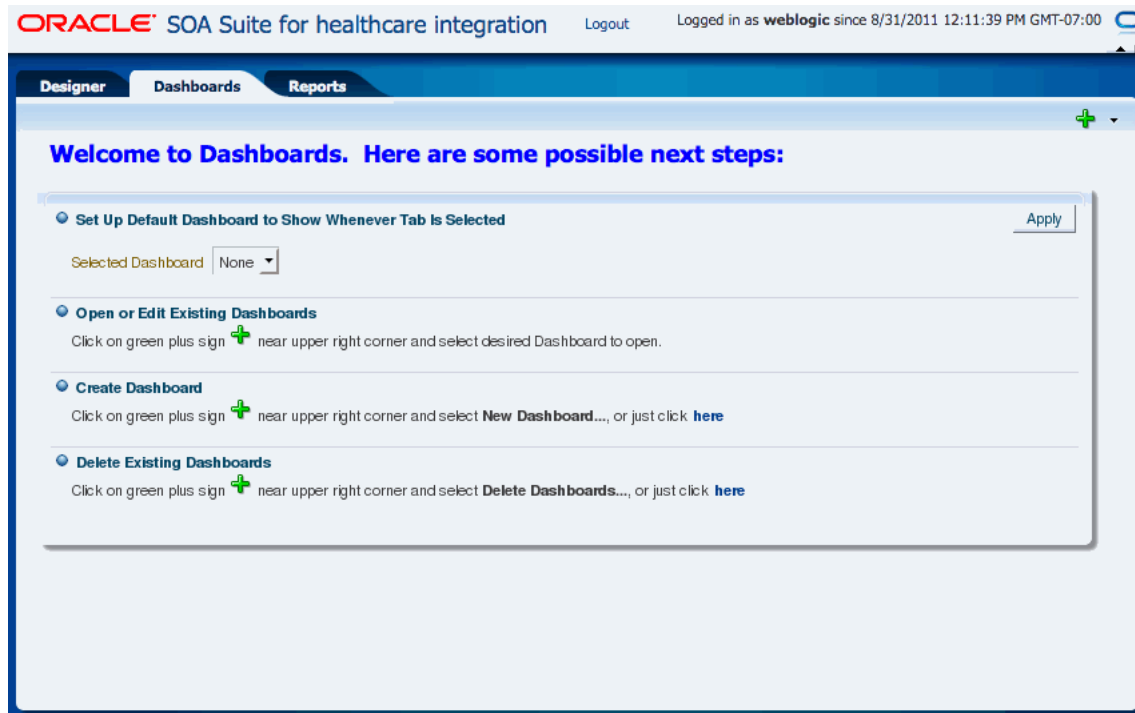 ORACLE SOA Suite for healthcare integration Logout Logged in as weblogic since 8/31/2011 12:11:39 PM GMT-07:00
Designer Dashboards Reports
Welcome to Dashboards. Here are some possible next steps:
Set Up Default Dashboard to Show Whenever Tab Is Selected Apply
Selected Dashboard None
Open or Edit Existing Dashboards
Click on green plus sign near upper right corner and select desired Dashboard to open.
Create Dashboard
Click on green plus sign near upper right corner and select New Dashboard..., or just click here
Delete Existing Dashboards
Click on green plus sign near upper right corner and select Delete Dashboards..., or just click here